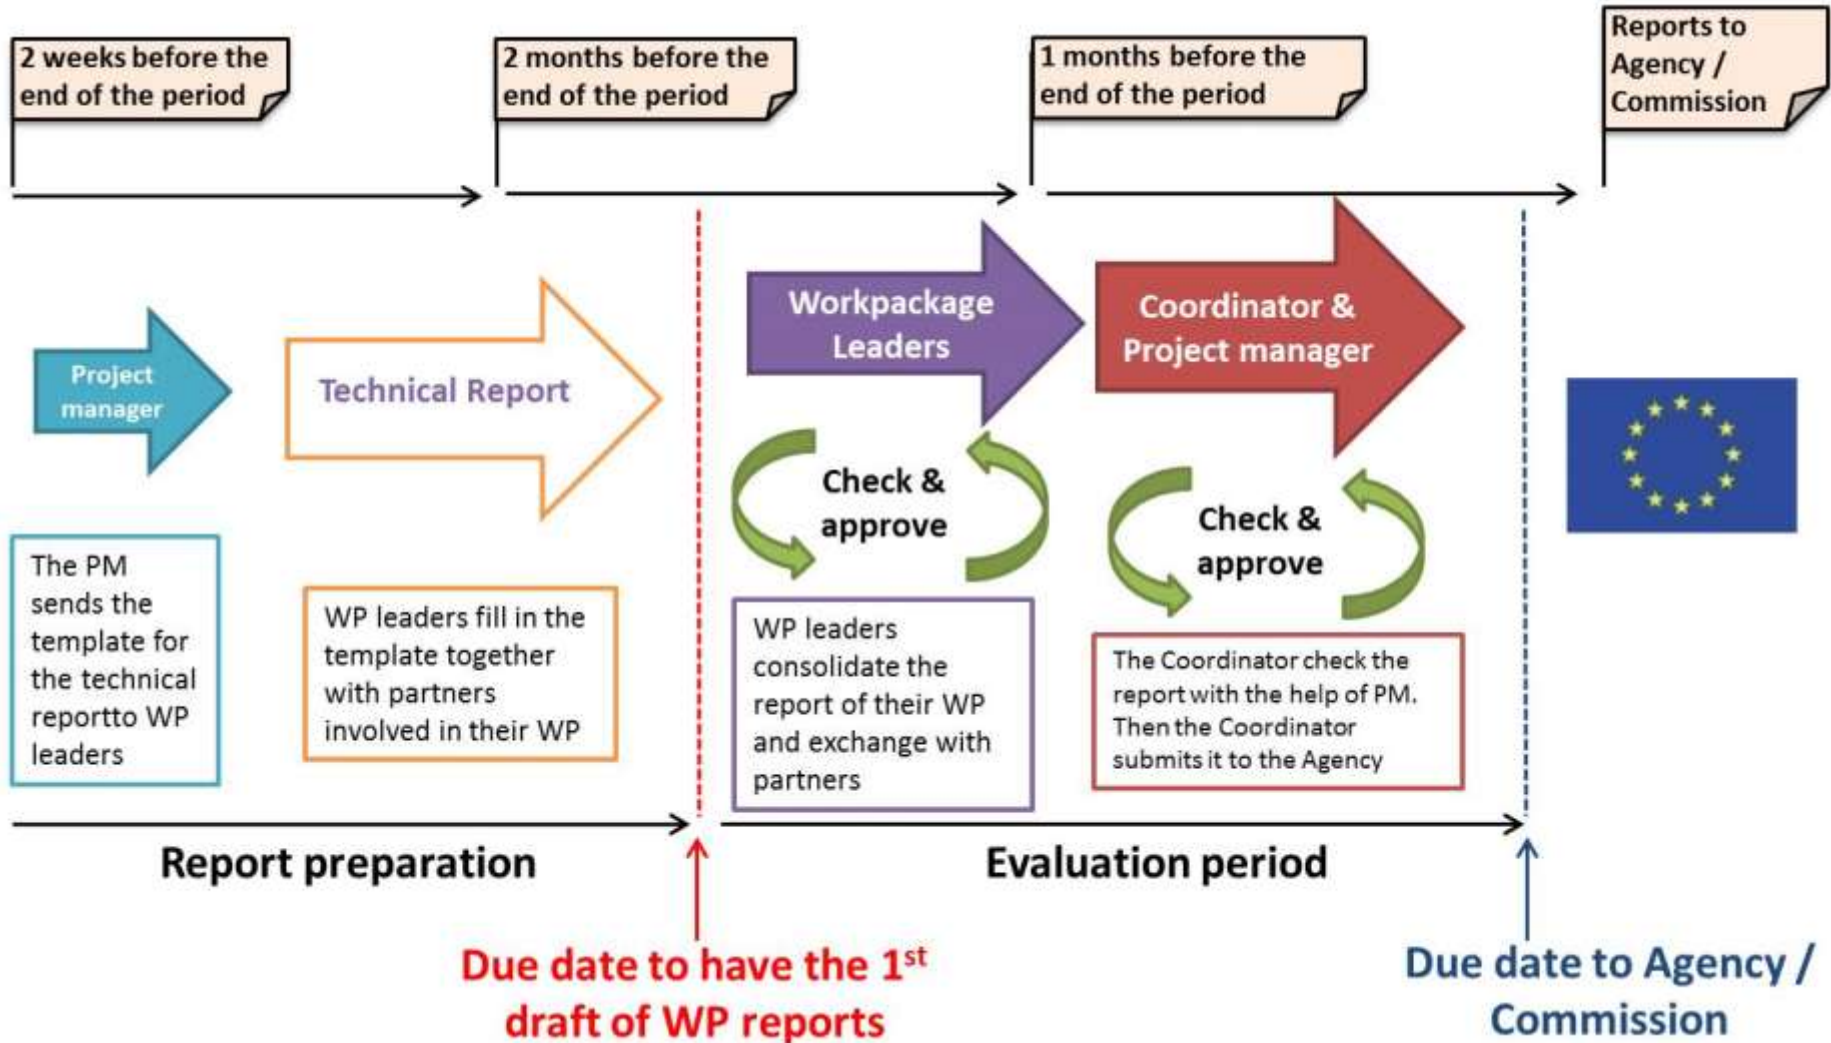 2 weeks before the
end of the period
2 months before the
end of the period
1 months before the
end of the period
Reports to
Agency /
Commission
Project
manager
Technical Report
Workpackage
Leaders
Coordinator &
Project manager
Check &
approve
Check &
approve
The PM
sends the
template for
the technical
reportto WP
leaders
WP leaders fill in the
template together
with partners
involved in their WP
WP leaders
consolidate the
report of their WP
and exchange with
partners
The Coordinator check the
report with the help of PM.
Then the Coordinator
submits it to the Agency
Report preparation
Evaluation period
Due date to have the 1st
draft of WP reports
Due date to Agency /
Commission